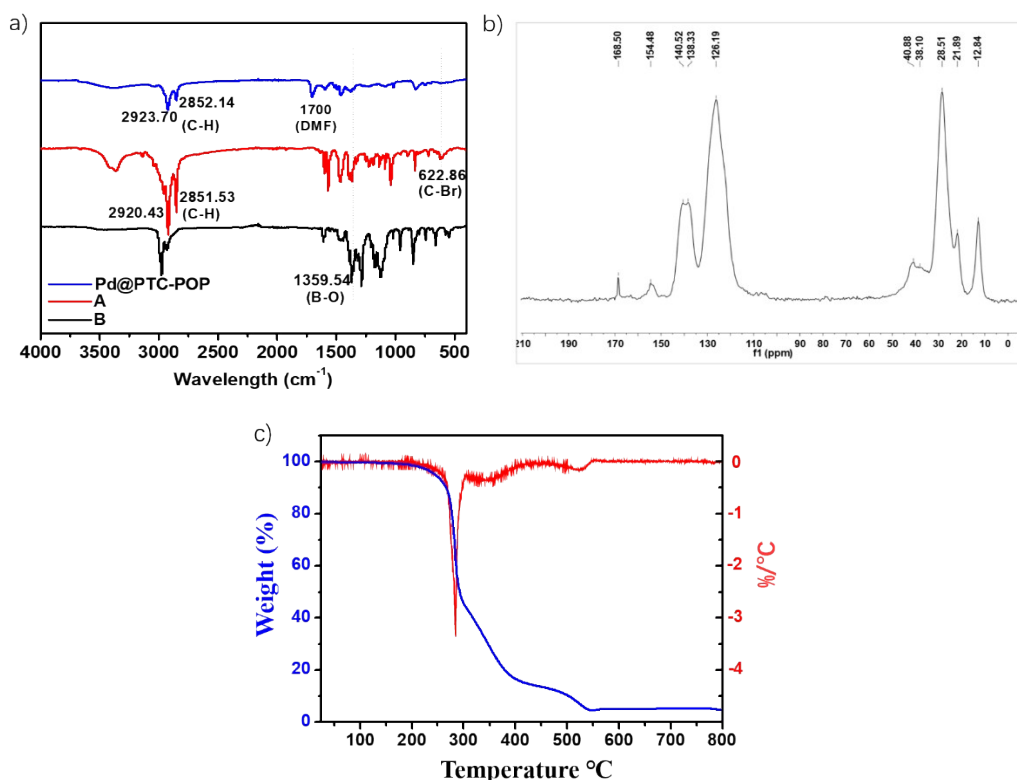 a)
2852.14
2923.70
(C-H)
1700
(DMF)
2851.53
2920.43
(C-H)
622.86
(C-Br)
1359.54
(B-O)
Pd@PTC-POP
A
B
4000 3500 3000 2500 2000 1500 1000 500
Wavelength (cm-1)
b)
168.50
154.48
140.52
138.33
126.19
40.88
38.10
28.51
21.89
12.84
210 190 170 150 130 110 90 80 70 60 50 40 30 20 10 0
f1 (ppm)
c)
100
80
60
40
20
0
Weight (%)
0
-1
-2
-3
-4
%/°C
100 200 300 400 500 600 700 800
Temperature °C